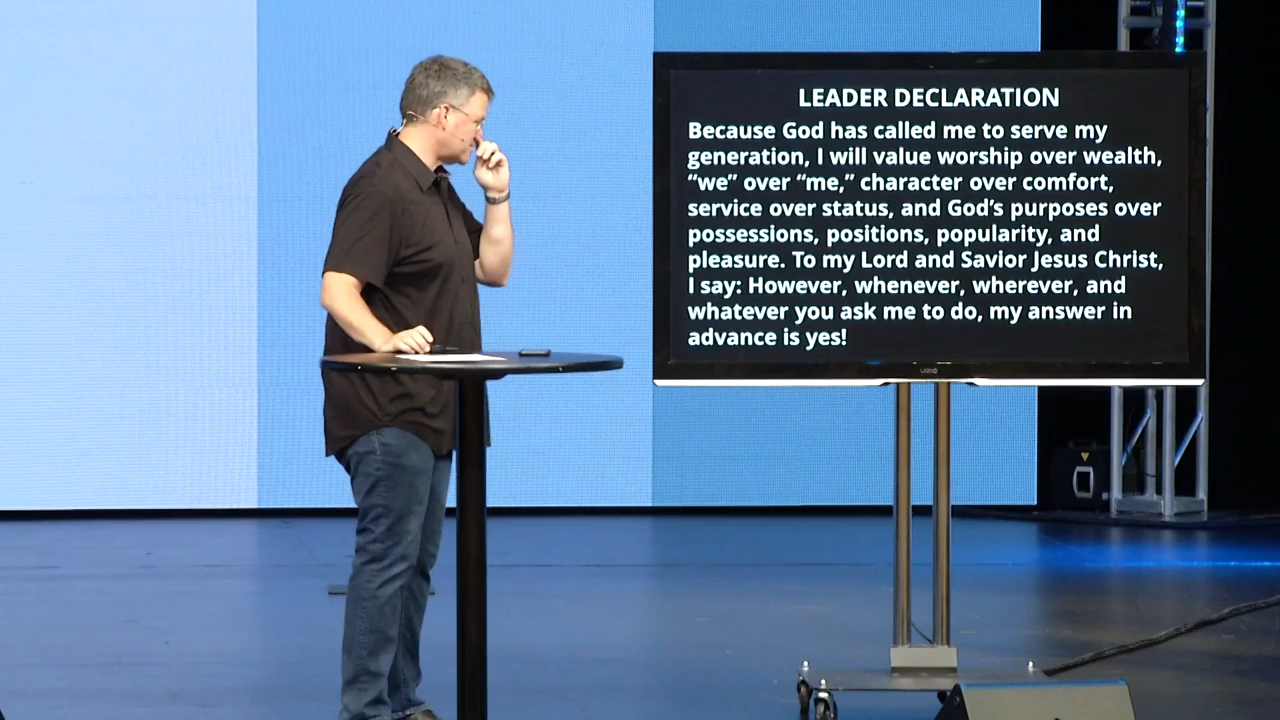 LEADER DECLARATION
Because God has called me to serve my
generation, I will value worship over wealth,
“we” over “me,” character over comfort,
service over status, and God’s purposes over
possessions, positions, popularity, and
pleasure. To my Lord and Savior Jesus Christ,
I say: However, whenever, wherever, and
whatever you ask me to do, my answer in
advance is yes!